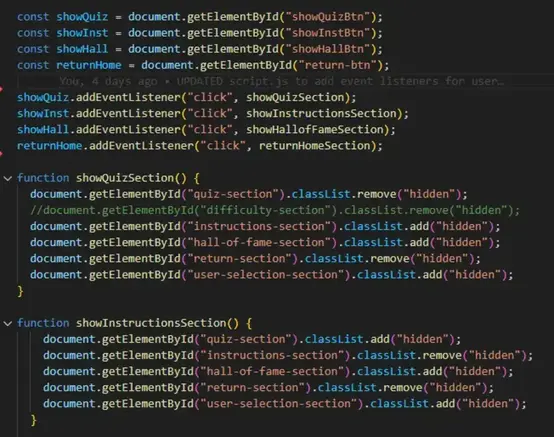 const showQuiz = document.getElementById("showQuizBtn");
const showInst = document.getElementById("showInstBtn");
const showHall = document.getElementById("showHallBtn");
const returnHome = document.getElementById("return-btn");
You, 4 days ago • UPDATED script.js to add event listeners for user…
showQuiz.addEventListener("click", showQuizSection);
showInst.addEventListener("click", showInstructionsSection);
showHall.addEventListener("click", showHallofFameSection);
returnHome.addEventListener("click", returnHomeSection);
function showQuizSection() {
document.getElementById("quiz-section").classList.remove("hidden");
//document.getElementById("difficulty-section").classList.remove("hidden");
document.getElementById("instructions-section").classList.add("hidden");
document.getElementById("hall-of-fame-section").classList.add("hidden");
document.getElementById("return-section").classList.remove("hidden");
document.getElementById("user-selection-section").classList.add("hidden");
}
function showInstructionsSection() {
document.getElementById("quiz-section").classList.add("hidden");
document.getElementById("instructions-section").classList.remove("hidden");
document.getElementById("hall-of-fame-section").classList.add("hidden");
document.getElementById("return-section").classList.remove("hidden");
document.getElementById("user-selection-section").classList.add("hidden");
}